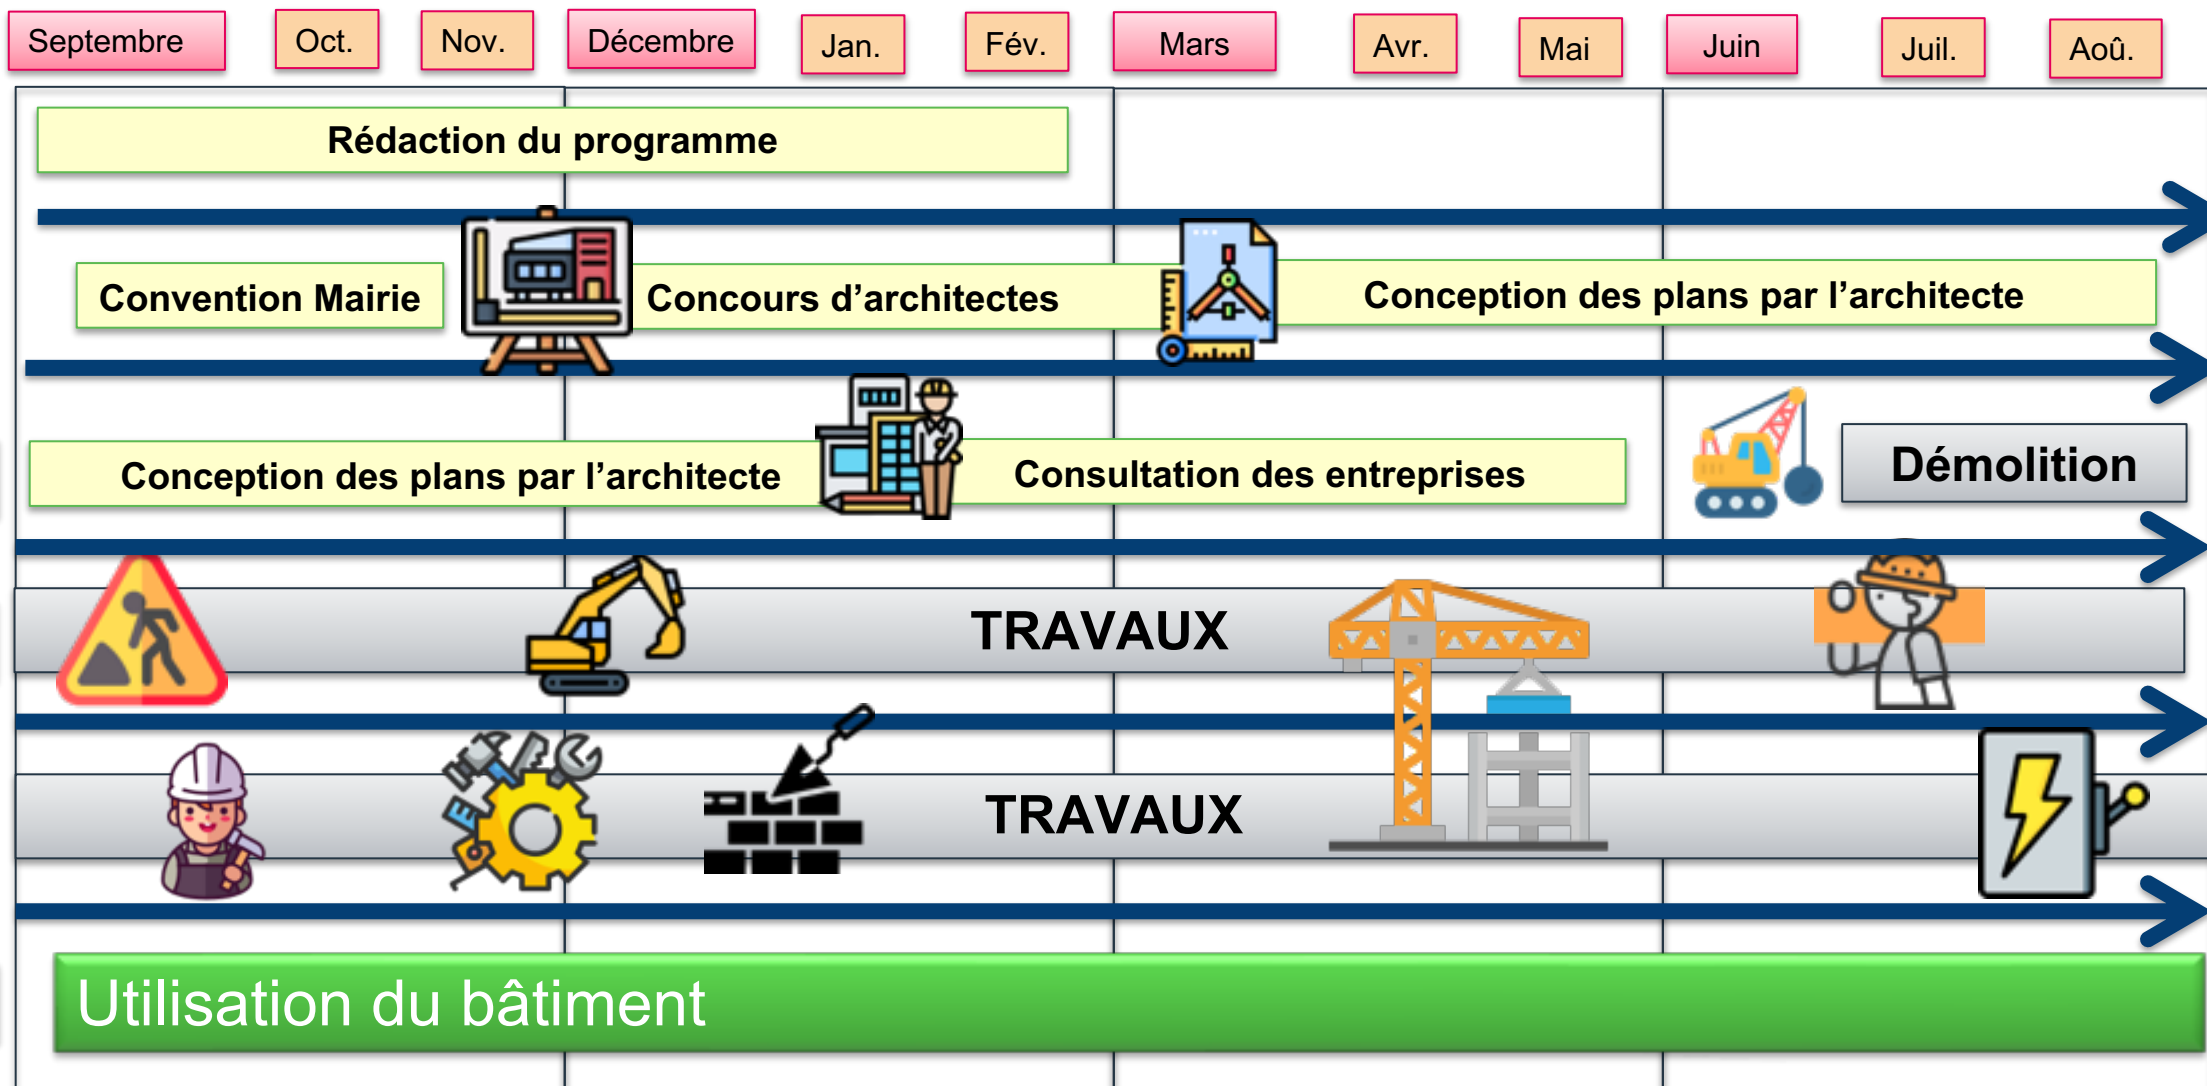 Septembre Oct. Nov. Décembre Jan. Fév. Mars Avr. Mai Juin Juil. Aoû.
Rédaction du programme
Convention Mairie Concours d’architectes Conception des plans par l’architecte
Conception des plans par l’architecte Consultation des entreprises Démolition
TRAVAUX
TRAVAUX
Utilisation du bâtiment